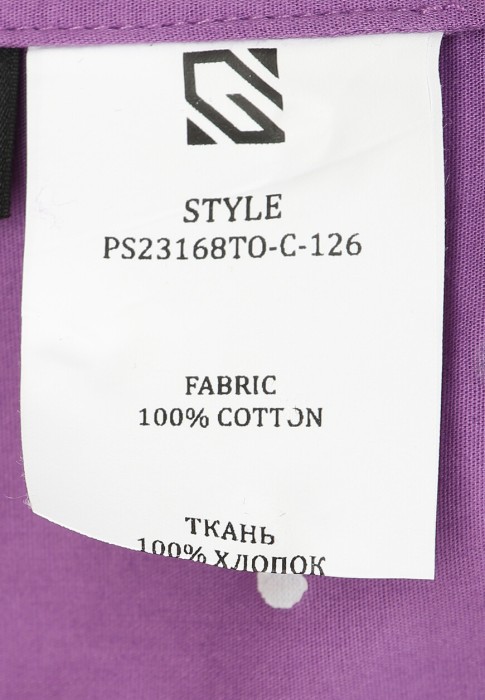 STYLE
PS23168TO-C-126
FABRIC
100% COTTON
ТКАНЬ
100% ХЛОПОК